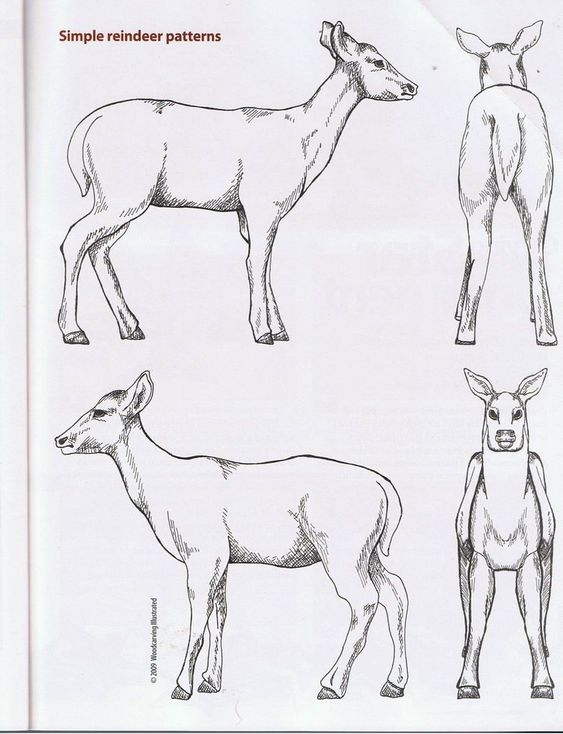 Simple reindeer patterns
© 2009 Woodcarving Illustrated